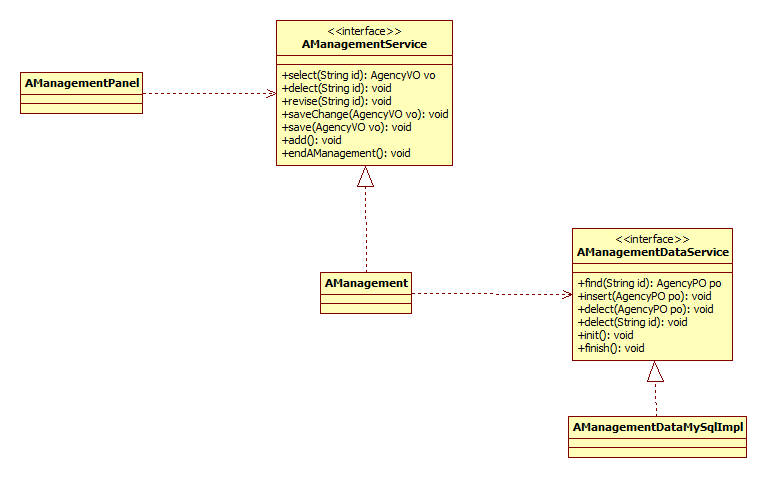 <<interface>>
AManagementService
+select(String id): AgencyVO vo
+delect(String id): void
+revise(String id): void
+saveChange(AgencyVO vo): void
+save(AgencyVO vo): void
+add(): void
+endAManagement(): void
AManagementPanel
<<interface>>
AManagementDataService
+find(String id): AgencyPO po
+insert(AgencyPO po): void
+delect(AgencyPO po): void
+delect(String id): void
+init(): void
+finish(): void
AManagement
AManagementDataMySqlImpl